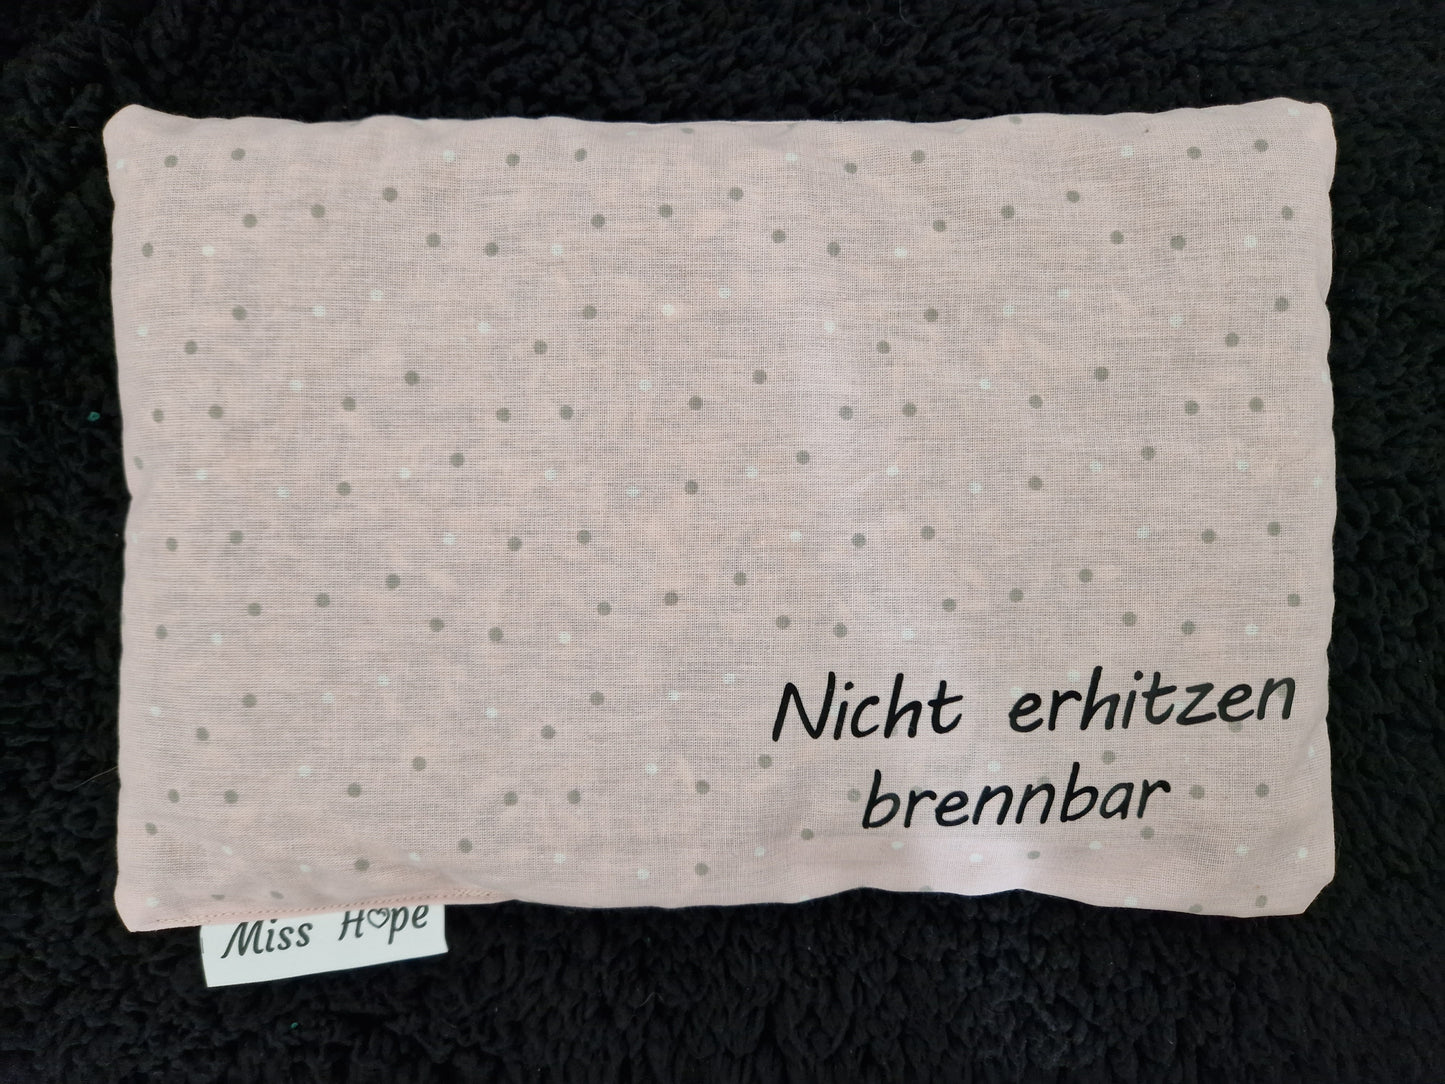 Nicht erhitzen
brennbar
Miss Hope